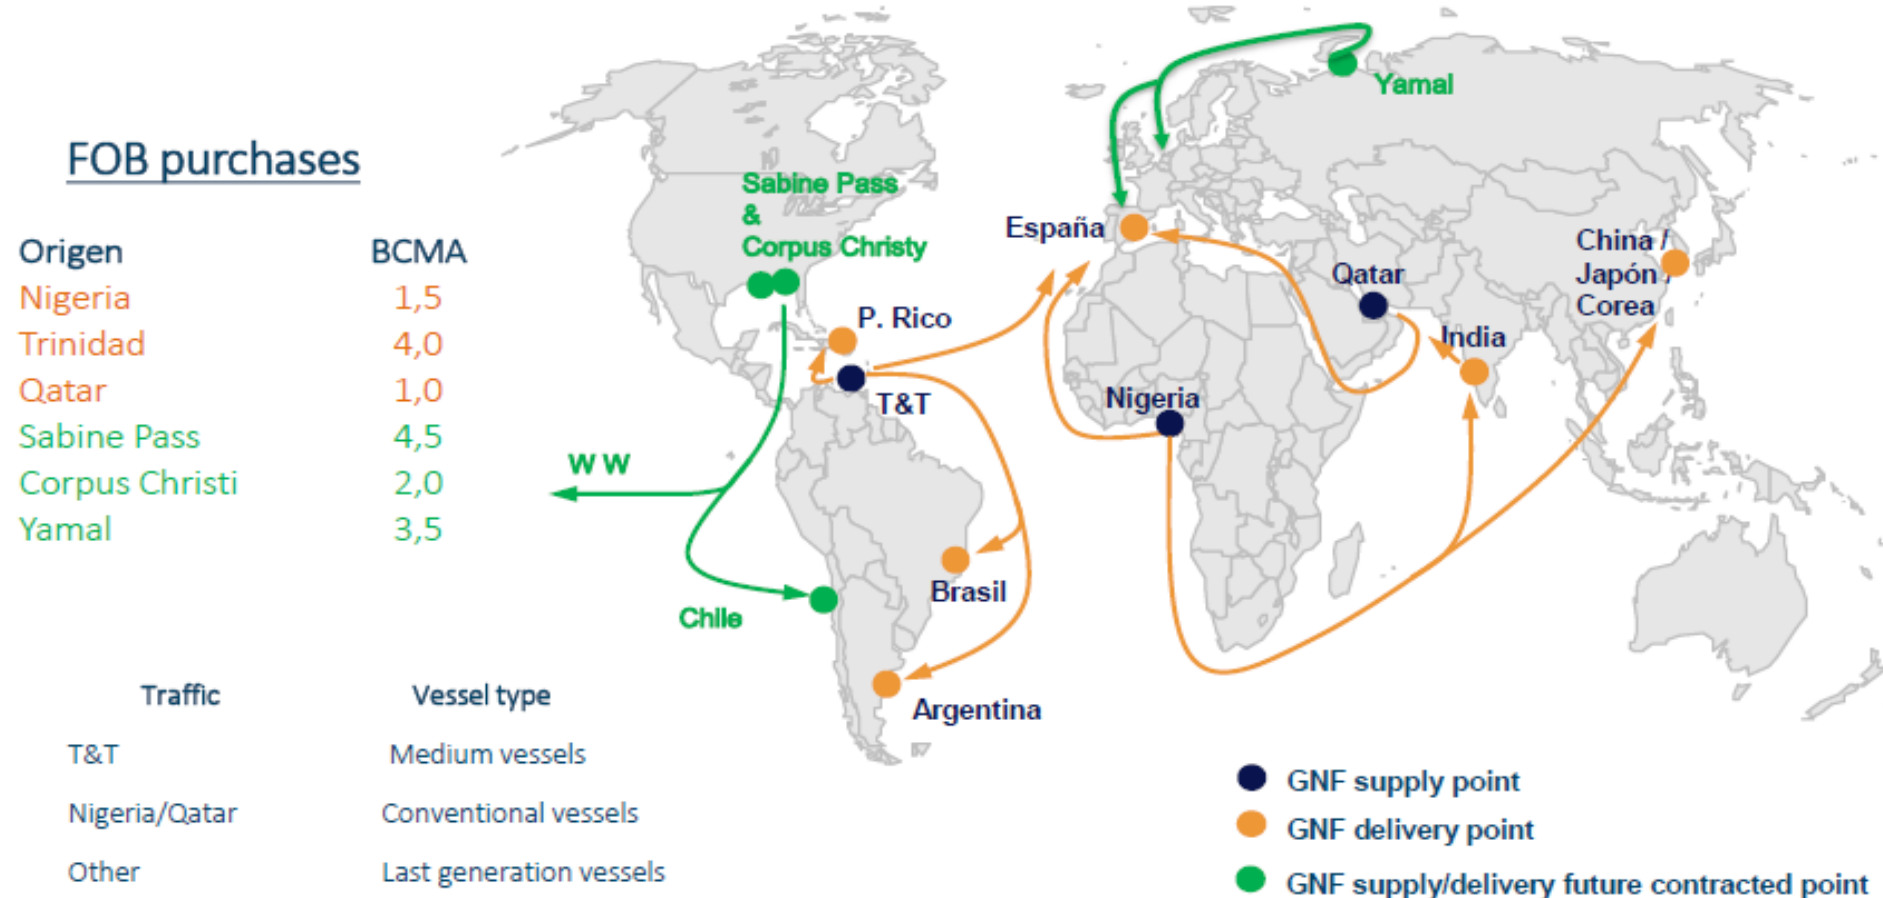 FOB purchases
Origen BCMA
Nigeria 1,5
Trinidad 4,0
Qatar 1,0
Sabine Pass 4,5
Corpus Christi 2,0
Yamal 3,5
Traffic Vessel type
T&T Medium vessels
Nigeria/Qatar Conventional vessels
Other Last generation vessels
Sabine Pass
&
Corpus Christy
P. Rico
T&T
W W
Chile
Brasil
Argentina
España
Nigeria
Yamal
Qatar
India
China /
Japón /
Corea
GNF supply point
GNF delivery point
GNF supply/delivery future contracted point